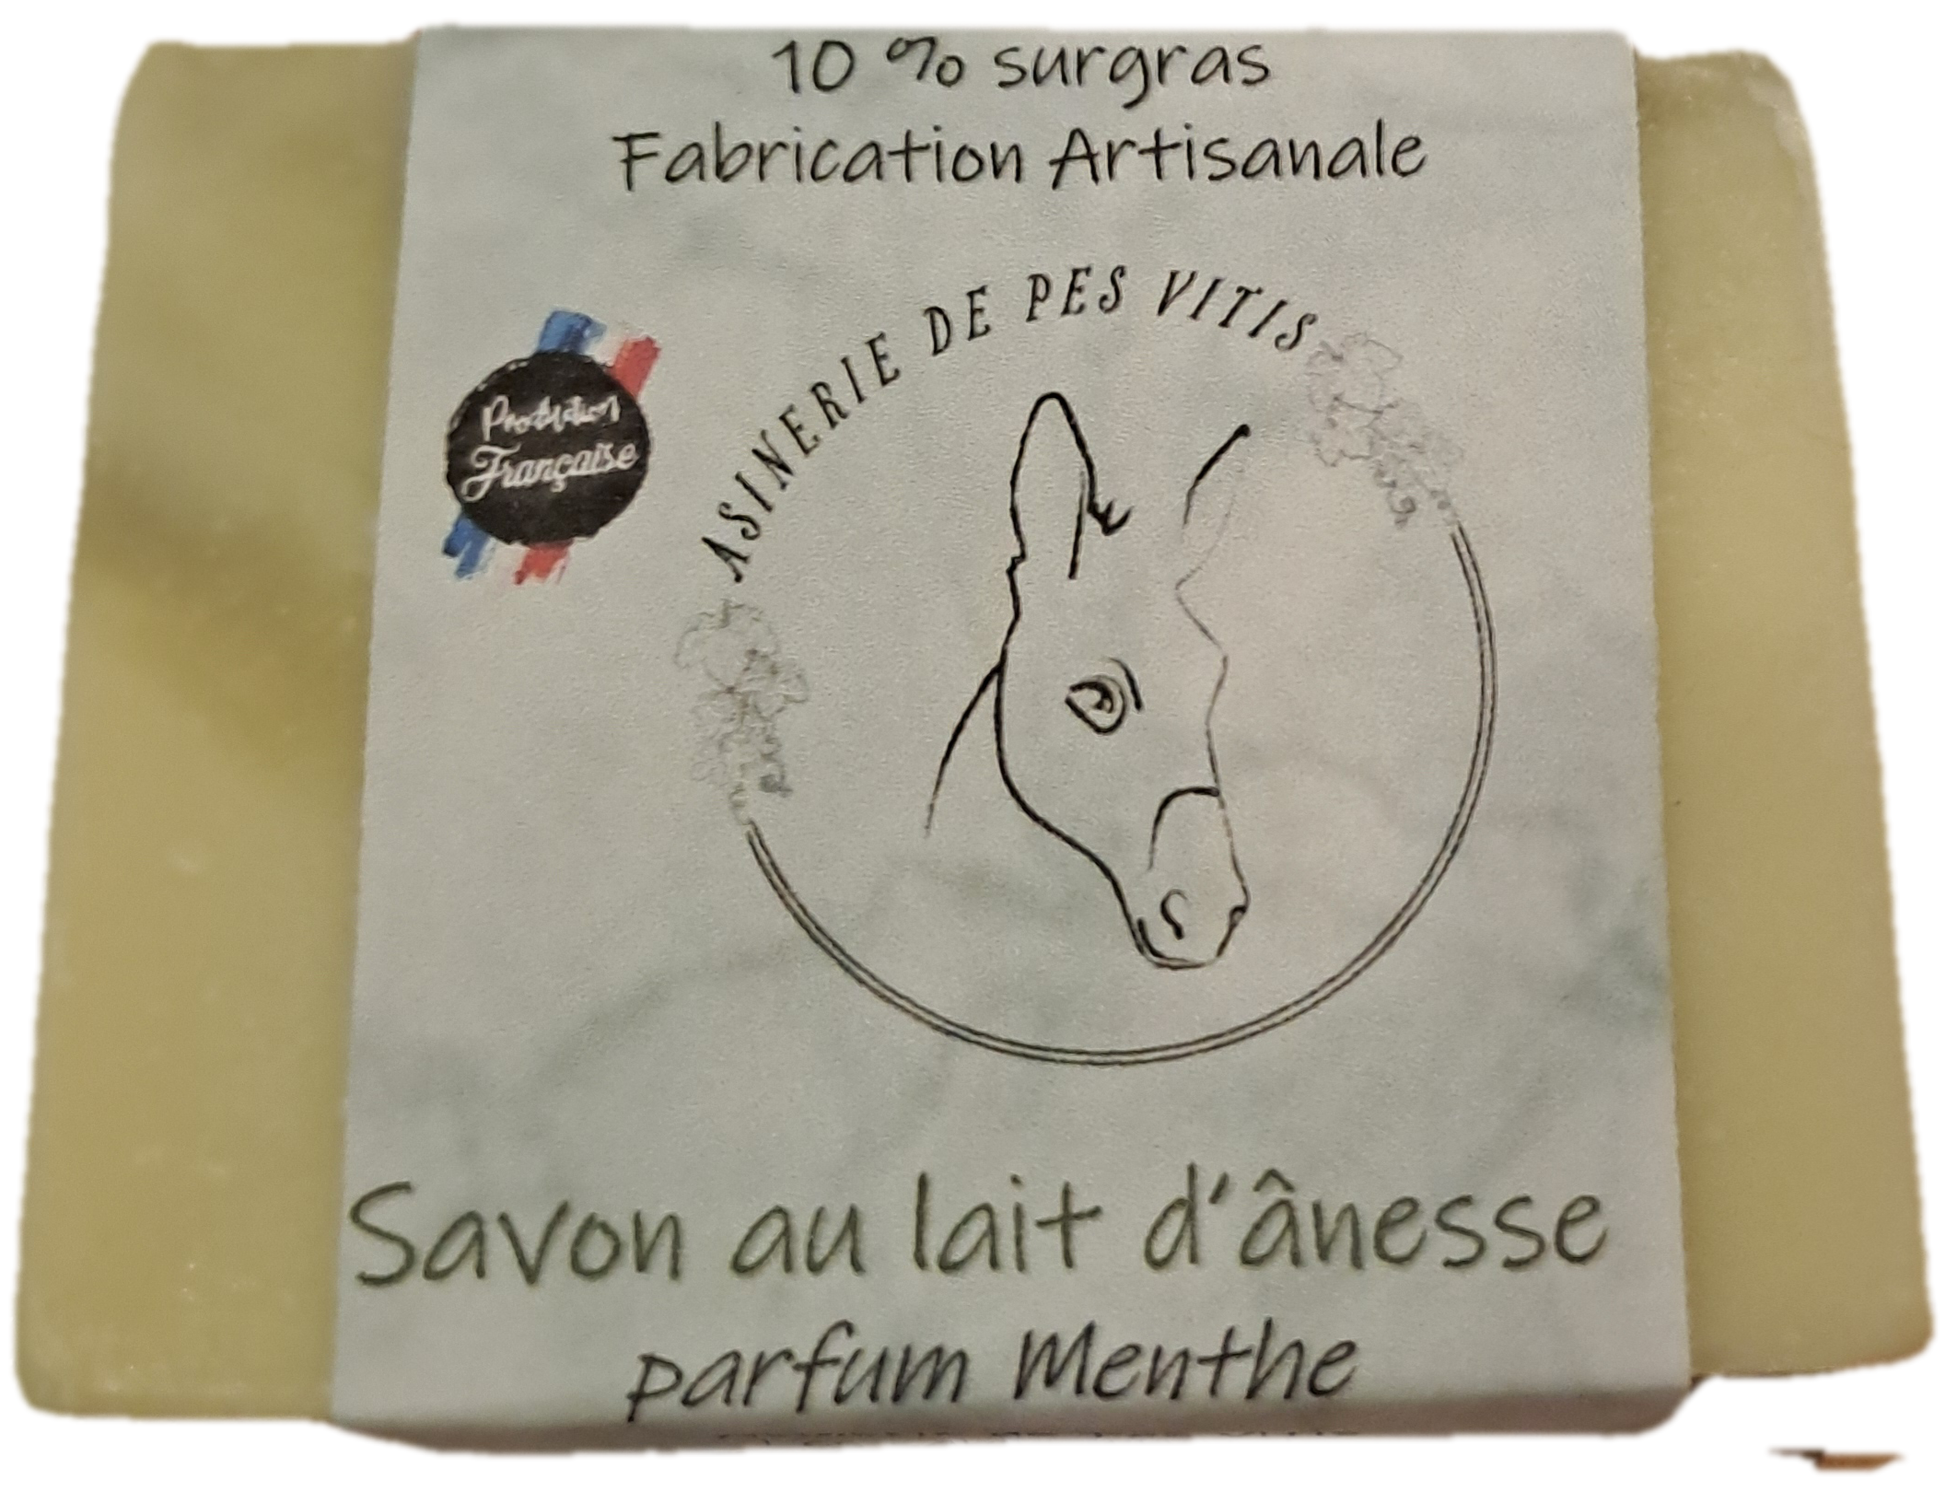 10 % surgras
Fabrication Artisanale
ASINERIE DE PES VITIS
Production
Française
Savon au lait d'ânesse
parfum Menthe